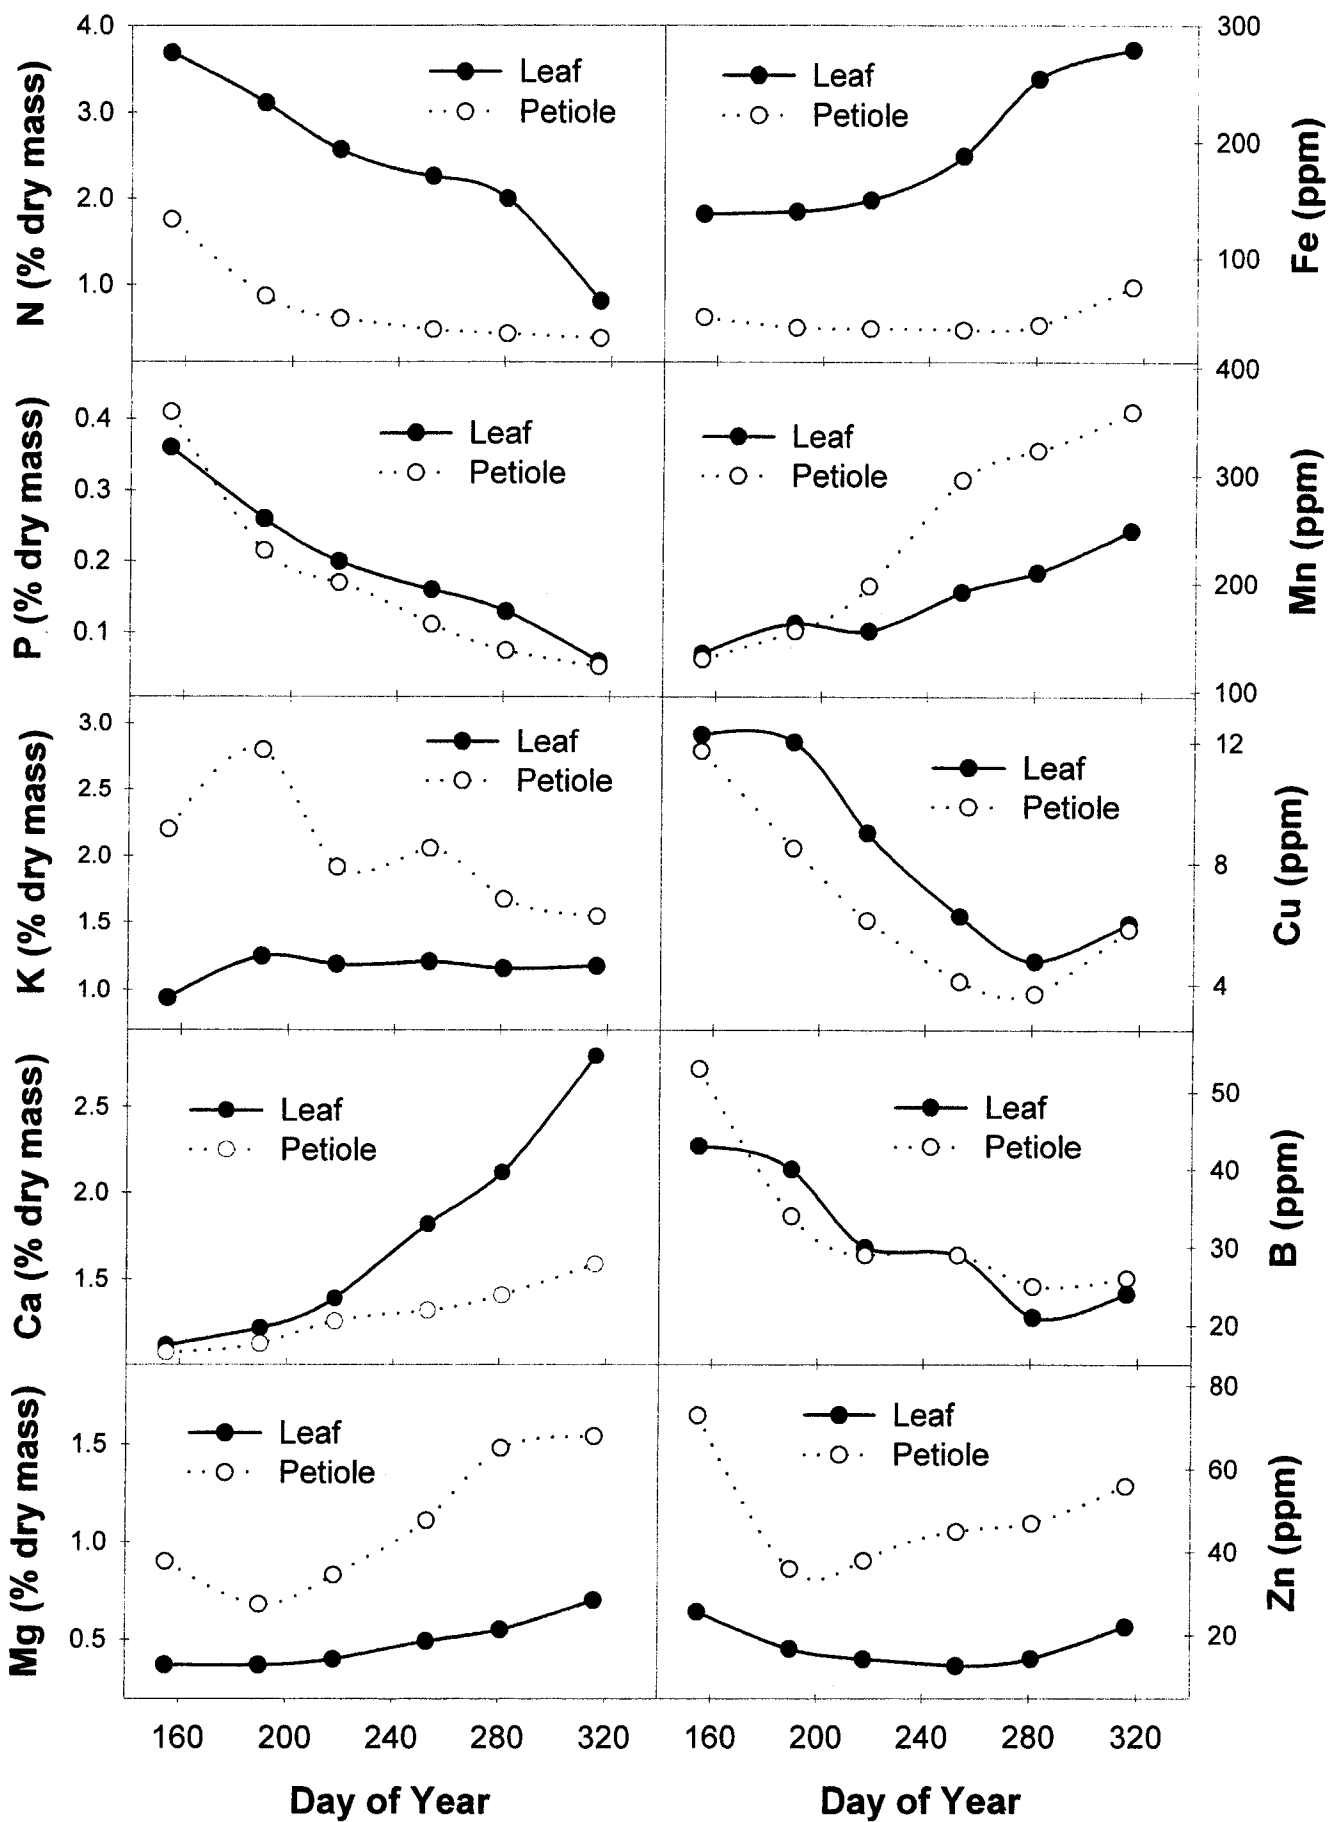 N (% dry mass)
4.0
3.0
2.0
1.0
Leaf
Petiole
Leaf
Petiole
300
200
100
Fe (ppm)
P (% dry mass)
0.4
0.3
0.2
0.1
Leaf
Petiole
Leaf
Petiole
400
300
200
100
Mn (ppm)
K (% dry mass)
3.0
2.5
2.0
1.5
1.0
Leaf
Petiole
Leaf
Petiole
12
8
4
Cu (ppm)
Ca (% dry mass)
2.5
2.0
1.5
Leaf
Petiole
Leaf
Petiole
50
40
30
20
B (ppm)
Mg (% dry mass)
1.5
1.0
0.5
Leaf
Petiole
Leaf
Petiole
80
60
40
20
Zn (ppm)
160 200 240 280 320
160 200 240 280 320
Day of Year
Day of Year